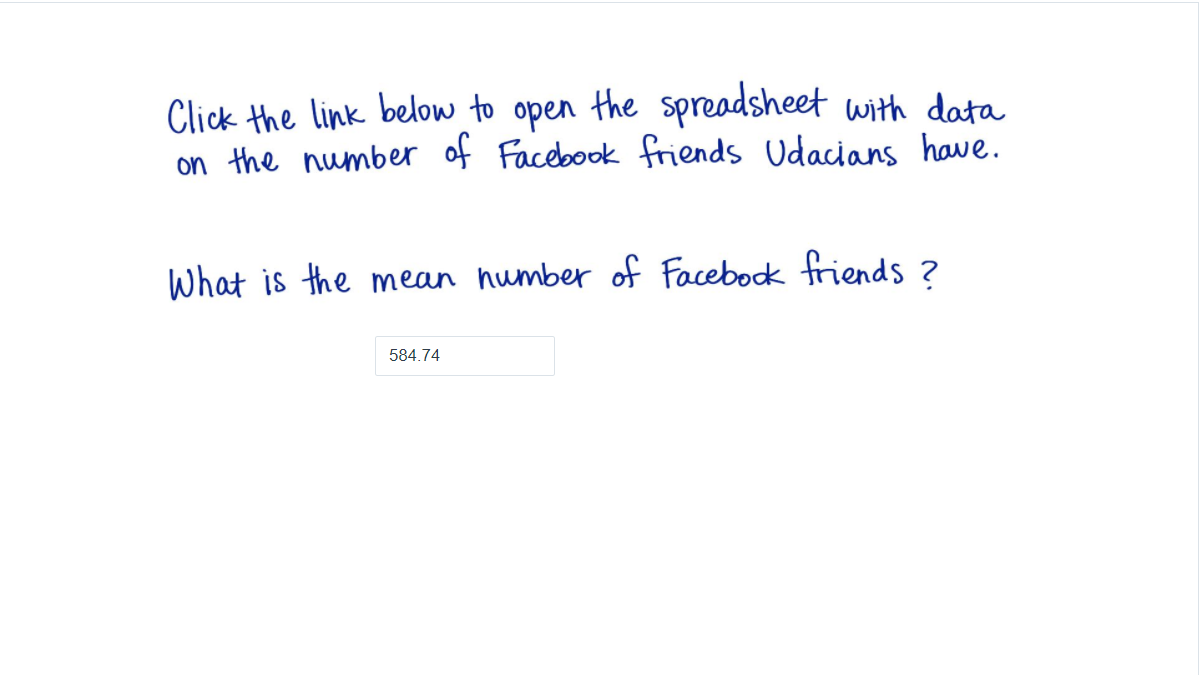 Click the link below to open the spreadsheet with data
on the number of Facebook friends Udacians have.
What is the mean number of Facebook friends ?
584.74